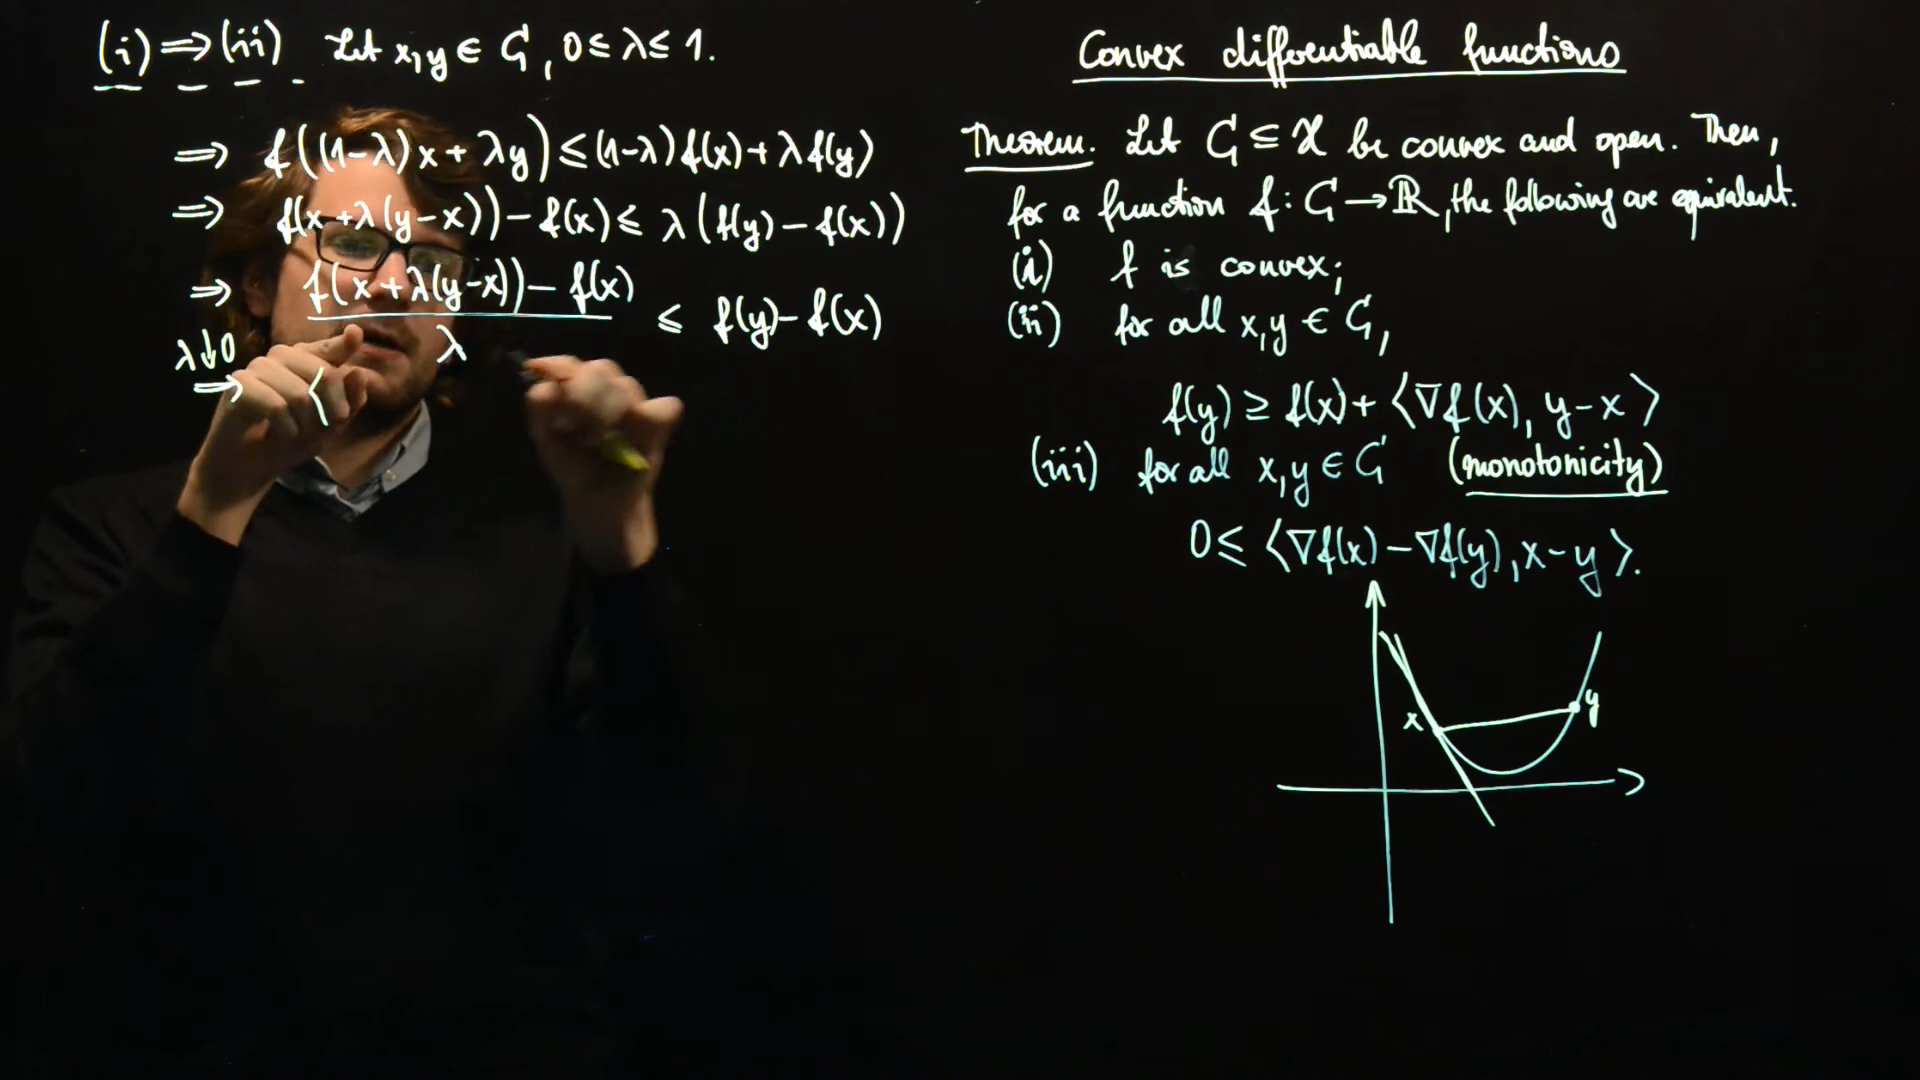 (i) ⇒ (ii) Let x,y ∈ G, 0 ≤ λ ≤ 1.
⇒ f((1-λ)x + λy) ≤ (1-λ)f(x) + λf(y)
⇒ f(x+λ(y-x)) - f(x) ≤ λ(f(y) - f(x))
⇒ f(x+λ(y-x)) - f(x)
λ
≤ f(y) - f(x)
λ↓0
⇒ ⟨
Convex differentiable functions
Theorem. Let G ⊆ X be convex and open. Then,
for a function f: G → ℝ, the following are equivalent.
(i) f is convex;
(ii) for all x,y ∈ G,
f(y) ≥ f(x) + ⟨∇f(x), y-x⟩
(iii) for all x,y ∈ G (monotonicity)
0 ≤ ⟨∇f(x) - ∇f(y), x-y⟩.
x
y